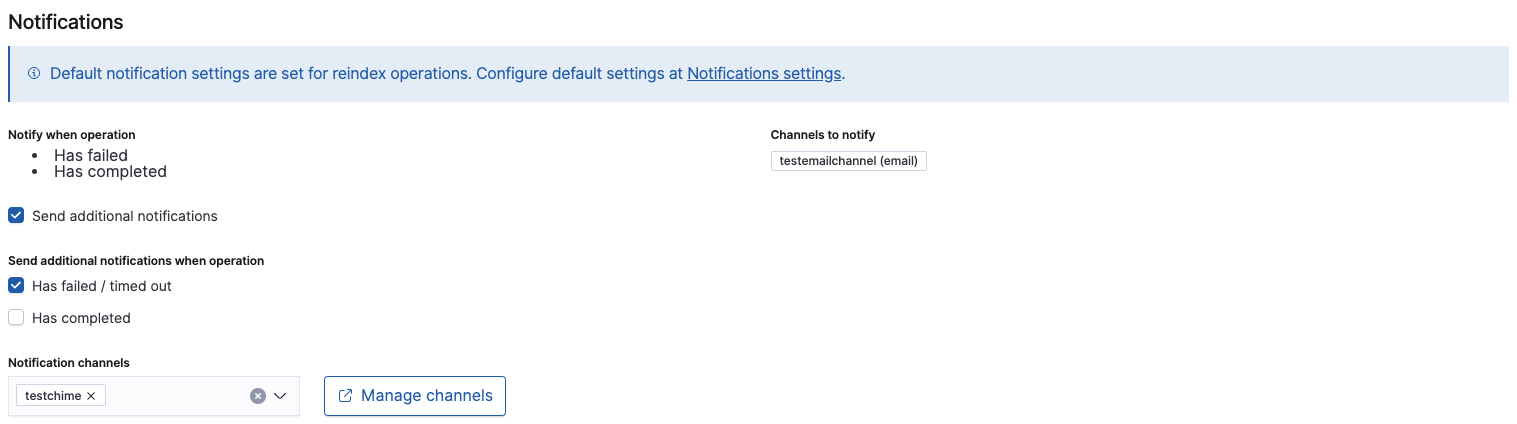 Notifications
Default notification settings are set for reindex operations. Configure default settings at Notifications settings.
Notify when operation
Has failed
Has completed
Channels to notify
testemailchannel (email)
Send additional notifications
Send additional notifications when operation
Has failed / timed out
Has completed
Notification channels
testchime
Manage channels